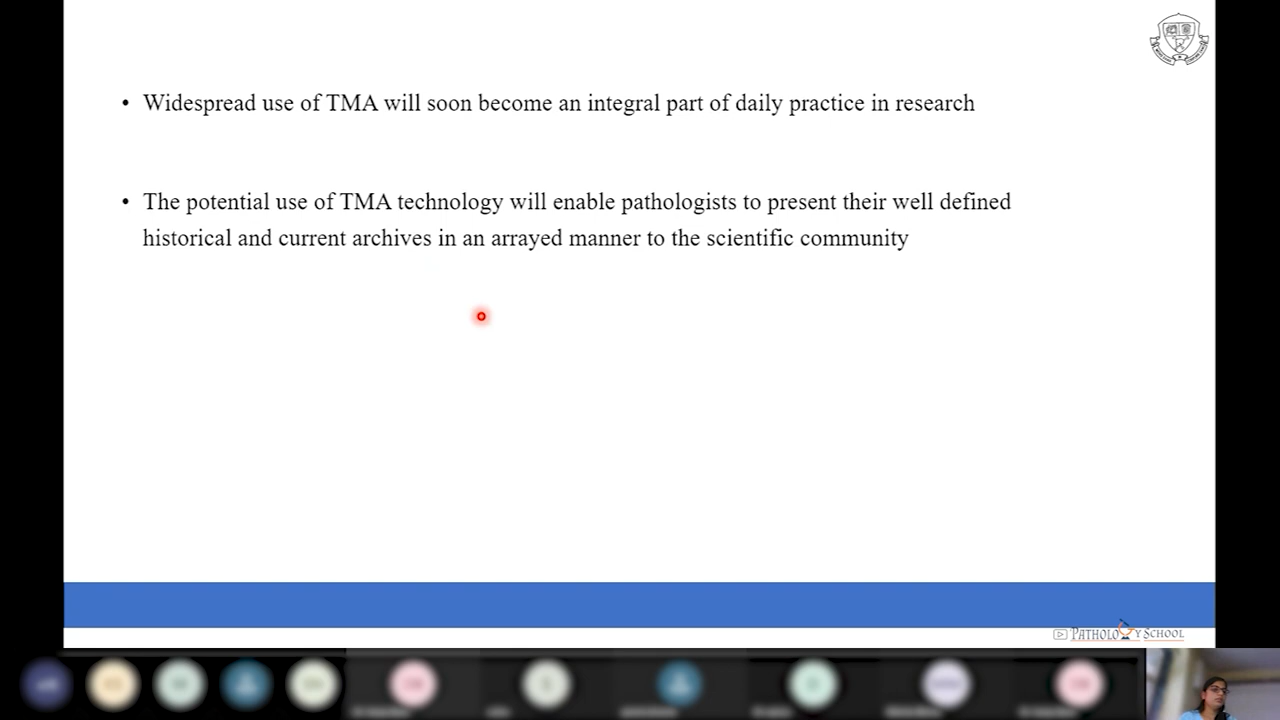 • Widespread use of TMA will soon become an integral part of daily practice in research
• The potential use of TMA technology will enable pathologists to present their well defined
historical and current archives in an arrayed manner to the scientific community
PATHOLOGY SCHOOL